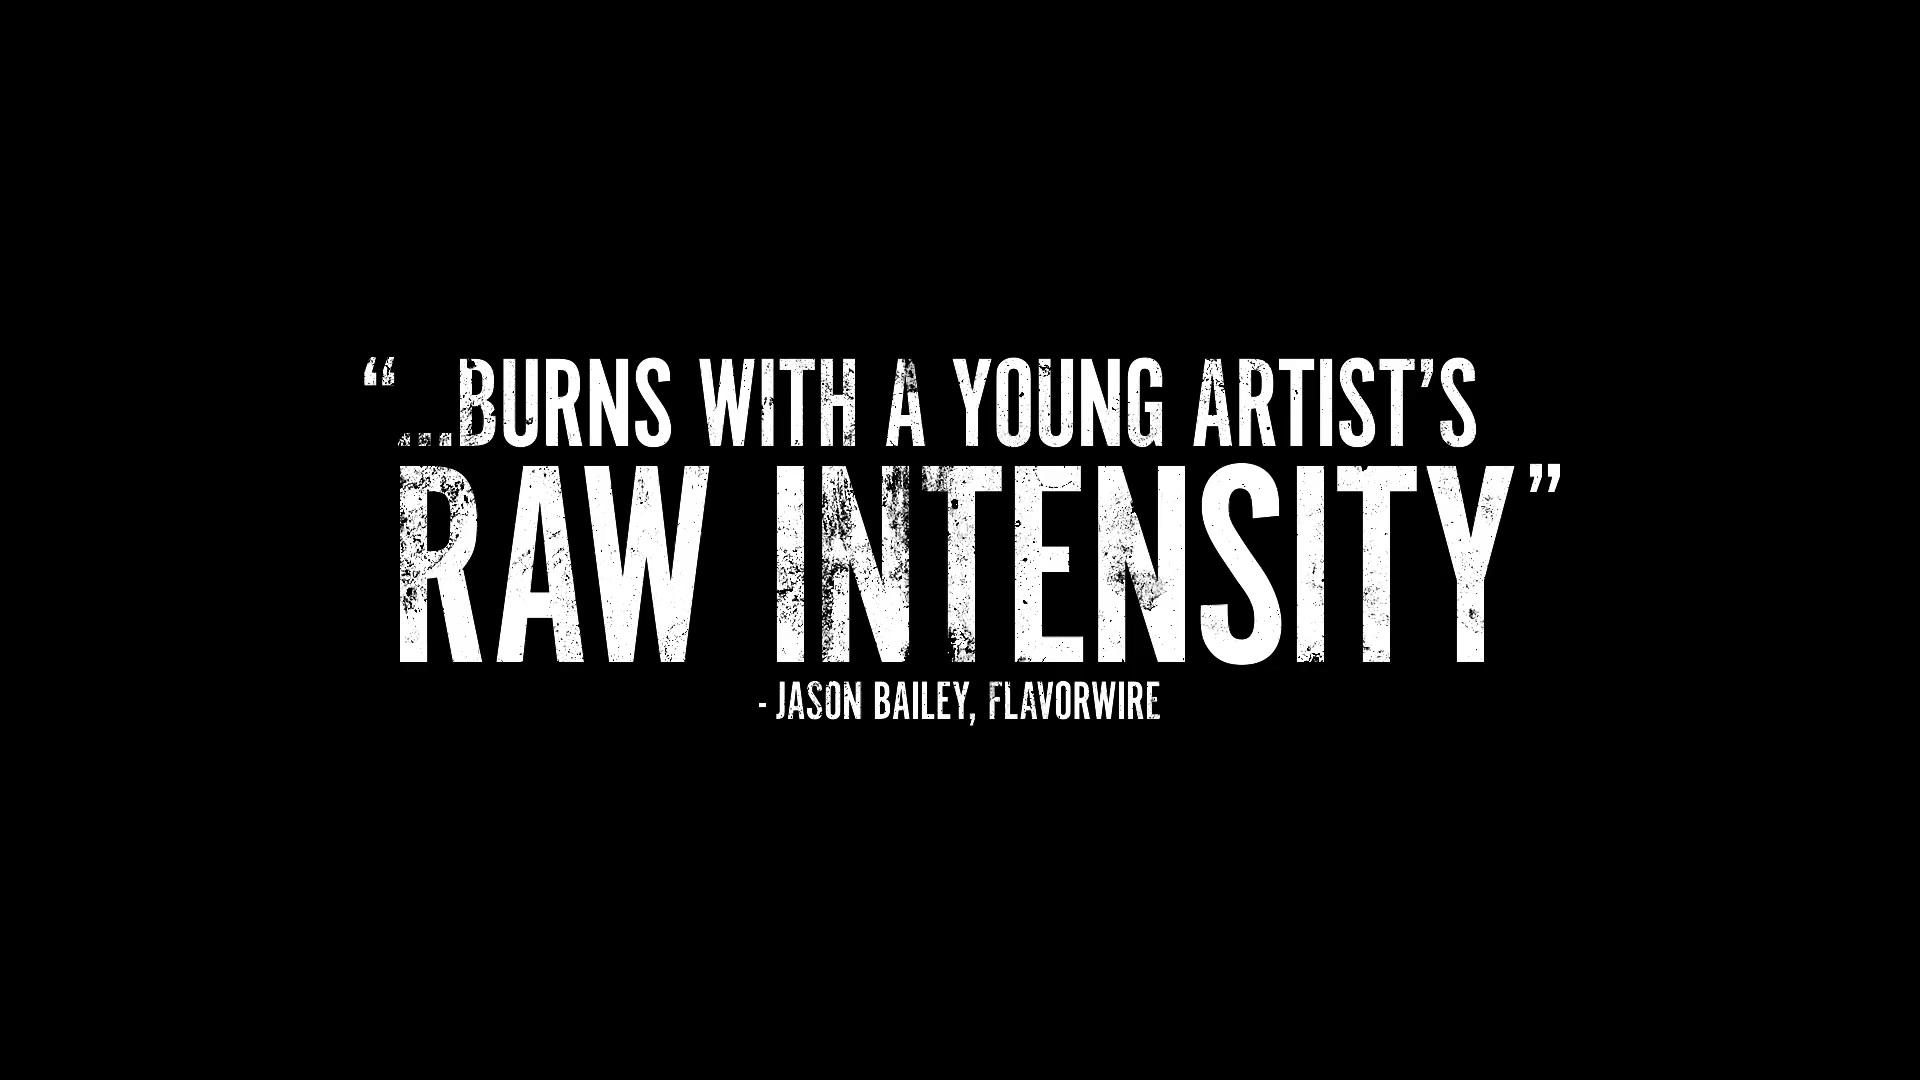 “...BURNS WITH A YOUNG ARTIST’S
RAW INTENSITY”
- JASON BAILEY, FLAVORWIRE